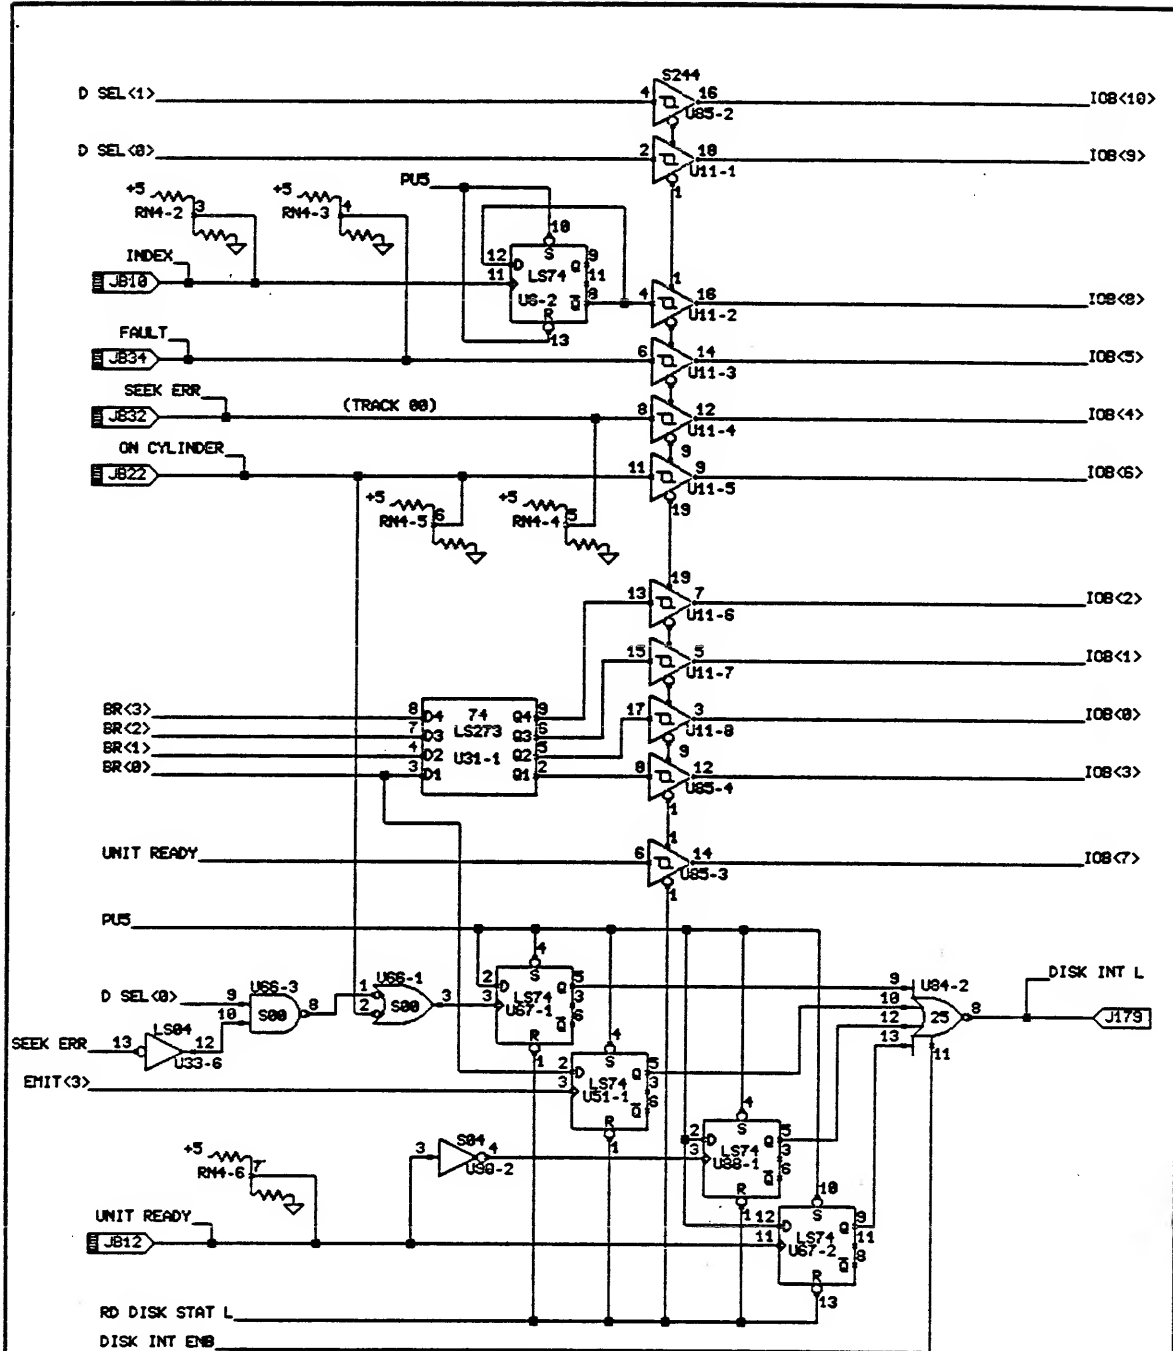 S244
D SEL<1> 4 16 IOB<10>
U85-2
D SEL<0> 2 18 IOB<9>
U11-1
1
+5 +5 PU5
3 4
RN4-2 RN4-3
10
INDEX
12 D S Q 9
LS74 11
J810 11 Q 8 4 16 IOB<8>
U6-2 U11-2
R
1
13
FAULT
J834 6 14 IOB<5>
U11-3
SEEK ERR
(TRACK 00)
J832 8 12 IOB<4>
U11-4
ON CYLINDER
9
J822 11 9 IOB<6>
U11-5
+5 +5 19
6 5
RN4-5 RN4-4
19
13 7 IOB<2>
U11-6
15 5 IOB<1>
U11-7
BR<3> 8 D4 74 Q4 9 17 3 IOB<0>
BR<2> 7 D3 LS273 Q3 6 U11-8
BR<1> 4 D2 U31-1 Q2 5 9
BR<0> 3 D1 Q1 2 8 12 IOB<3>
U85-4
1
1
UNIT READY 6 14 IOB<7>
U85-3
1
PU5
4
U66-3 U66-1 2 D S Q 5 9 U84-2 DISK INT L
D SEL<0> 9 8 1 LS74 3 10
S00 S00 3 3 U67-1 6 12 25 8 J179
10 2 Q 13
LS04 R 11
SEEK ERR 13 12 1 4
U33-6
2 D S Q 5
EMIT<3> 3 LS74 3
U51-1 Q 6
R 4
1
S04 2 D S Q 5
+5 3 4 3 LS74 3
7 U88-1 Q 6
RN4-6 R 10
1
UNIT READY 12 D S Q 9
J812 11 LS74 11
U67-2 Q 8
R
13
RD DISK STAT L
DISK INT ENB